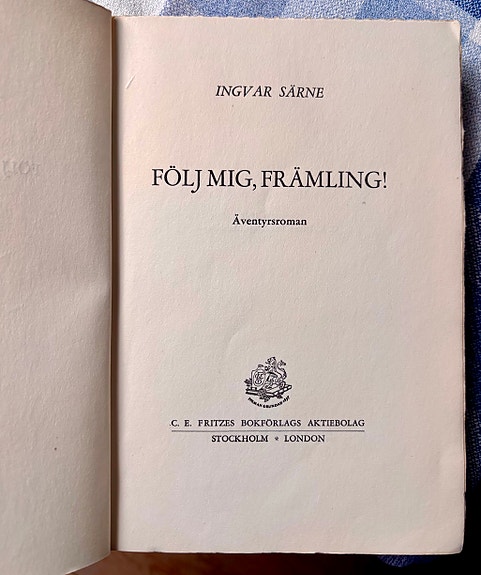 INGVAR SÄRNE
FÖLJ MIG, FRÄMLING!
Äventyrsroman
C. E. FRITZES BOKFÖRLAGS AKTIEBOLAG
STOCKHOLM * LONDON